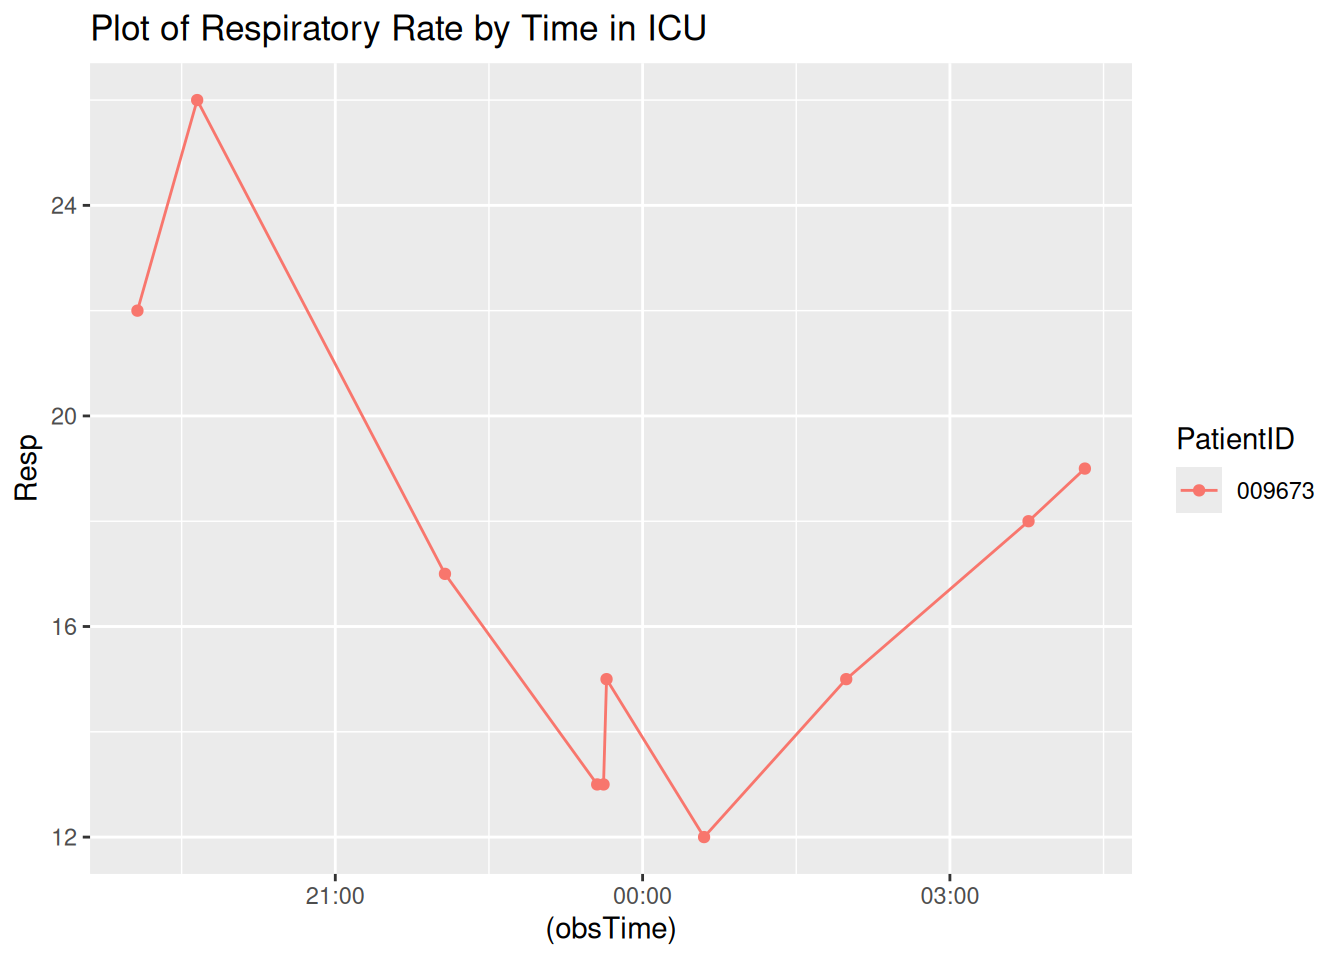 Plot of Respiratory Rate by Time in ICU
24
20
16
12
Resp
21:00
00:00
03:00
(obsTime)
PatientID
009673